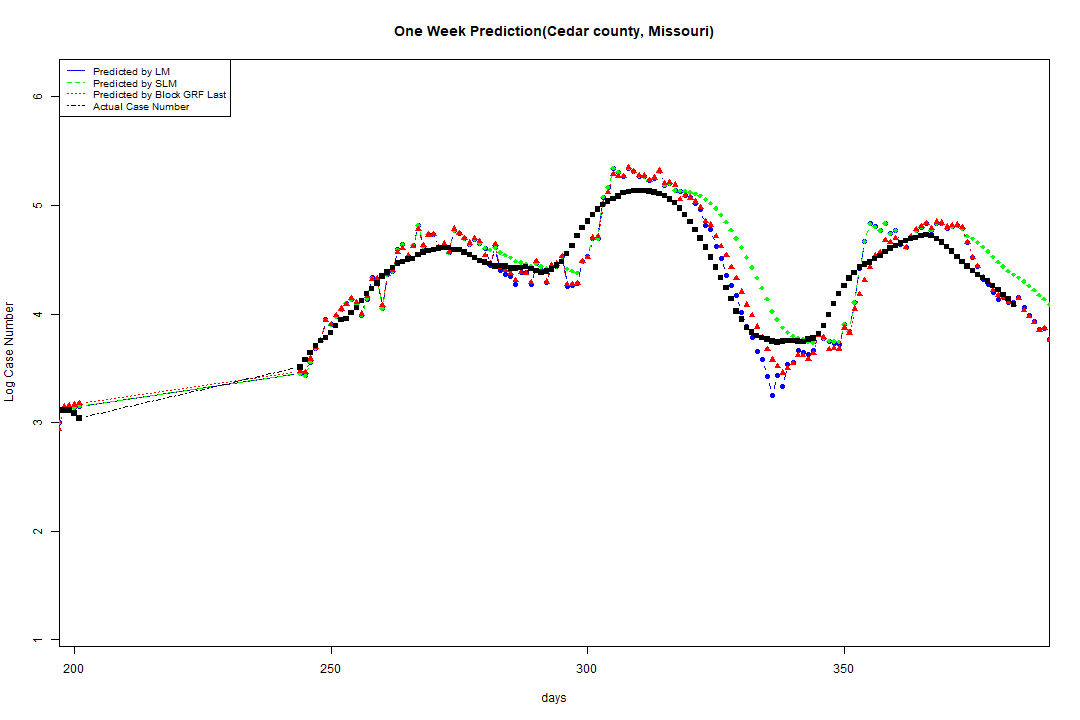 One Week Prediction(Cedar county, Missouri)
Predicted by LM
Predicted by SLM
Predicted by Block GRF Last
Actual Case Number
6
5
4
3
2
1
Log Case Number
200 250 300 350
days